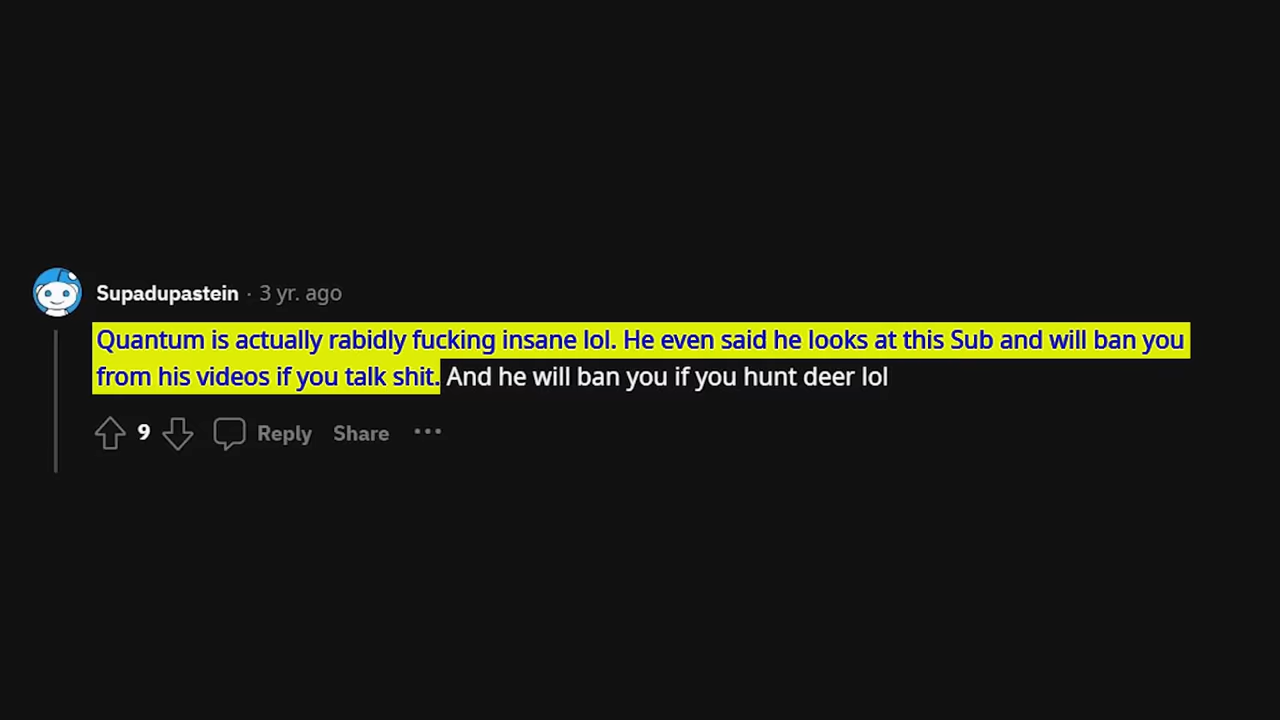 Supadupastein · 3 yr. ago
Quantum is actually rabidly fucking insane lol. He even said he looks at this Sub and will ban you
from his videos if you talk shit. And he will ban you if you hunt deer lol
9 Reply Share ···